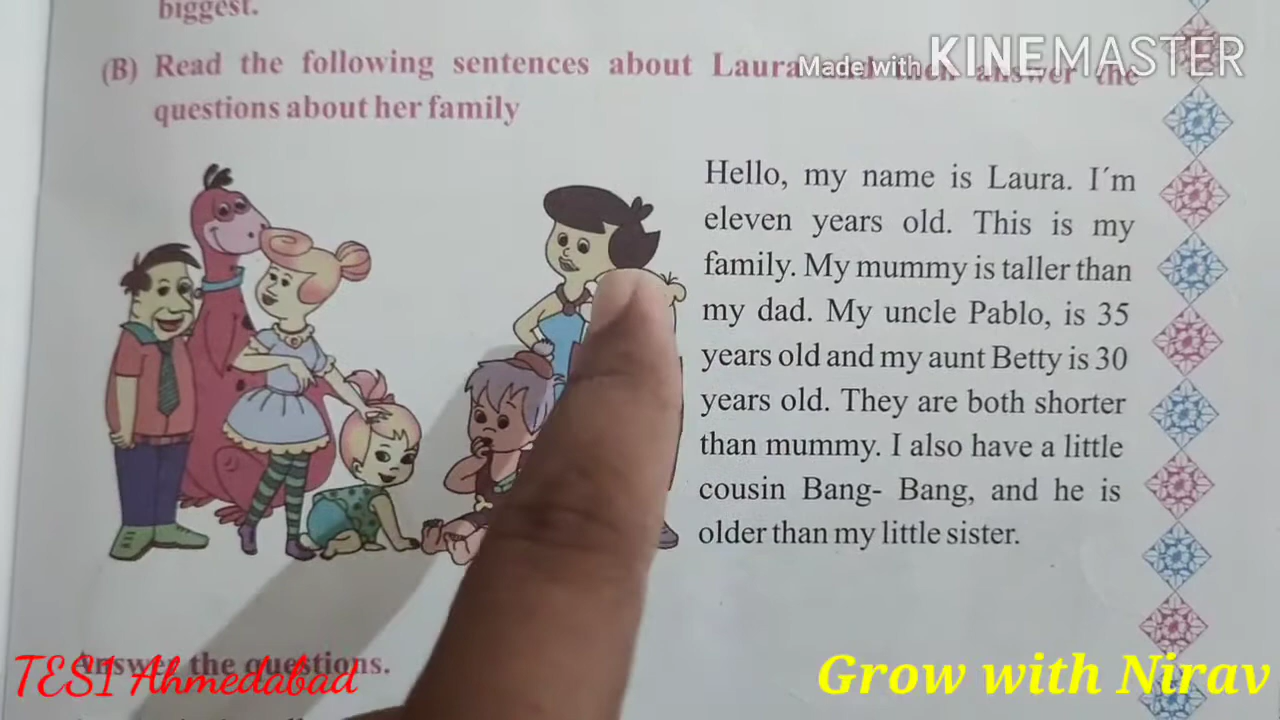 biggest.
Made with KINEMASTER
(B) Read the following sentences about Laura answer the
questions about her family
Hello, my name is Laura. I´m
eleven years old. This is my
family. My mummy is taller than
my dad. My uncle Pablo, is 35
years old and my aunt Betty is 30
years old. They are both shorter
than mummy. I also have a little
cousin Bang- Bang, and he is
older than my little sister.
Answer the questions.
TES1 Ahmedabad
Grow with Nirav